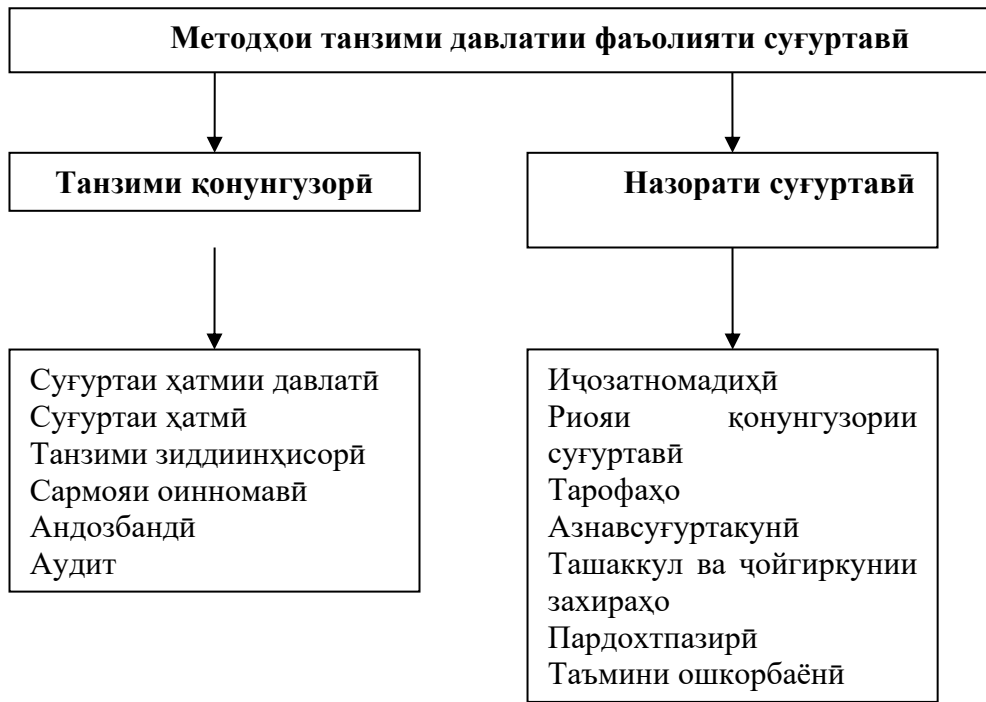 Методҳои танзими давлатии фаъолияти суғуртавӣ
Танзими қонунгузорӣ
Назорати суғуртавӣ
Суғуртаи ҳатмии давлатӣ
Суғуртаи ҳатмӣ
Танзими зиддиинҳисорӣ
Сармояи оинномавӣ
Андозбандӣ
Аудит
Иҷозатномадиҳӣ
Риояи қонунгузории
суғуртавӣ
Тарофаҳо
Азнавсуғуртакунӣ
Ташаккул ва ҷойгиркунии
захираҳо
Пардохтпазирӣ
Таъмини ошкорбаёнӣ